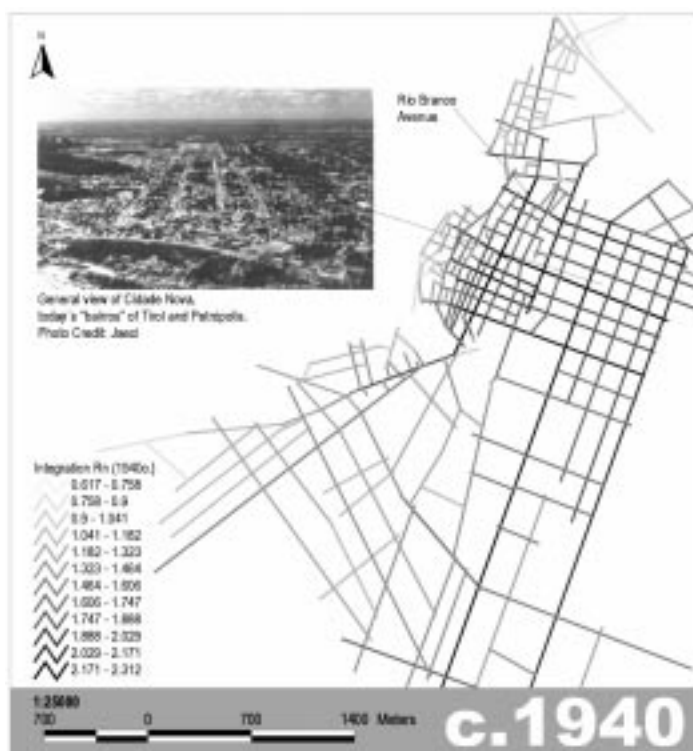 N
Rio Branco
Avenue
General view of Cidade Nova,
today's "bairros" of Tirol and Petrópolis.
Photo Credit: Jaeci
Integration Rn (1940c.)
0.617 - 0.758
0.758 - 0.9
0.9 - 1.041
1.041 - 1.182
1.182 - 1.323
1.323 - 1.464
1.464 - 1.606
1.606 - 1.747
1.747 - 1.888
1.888 - 2.029
2.029 - 2.171
2.171 - 2.312
1:25000
700 0 700 1400 Meters
c.1940